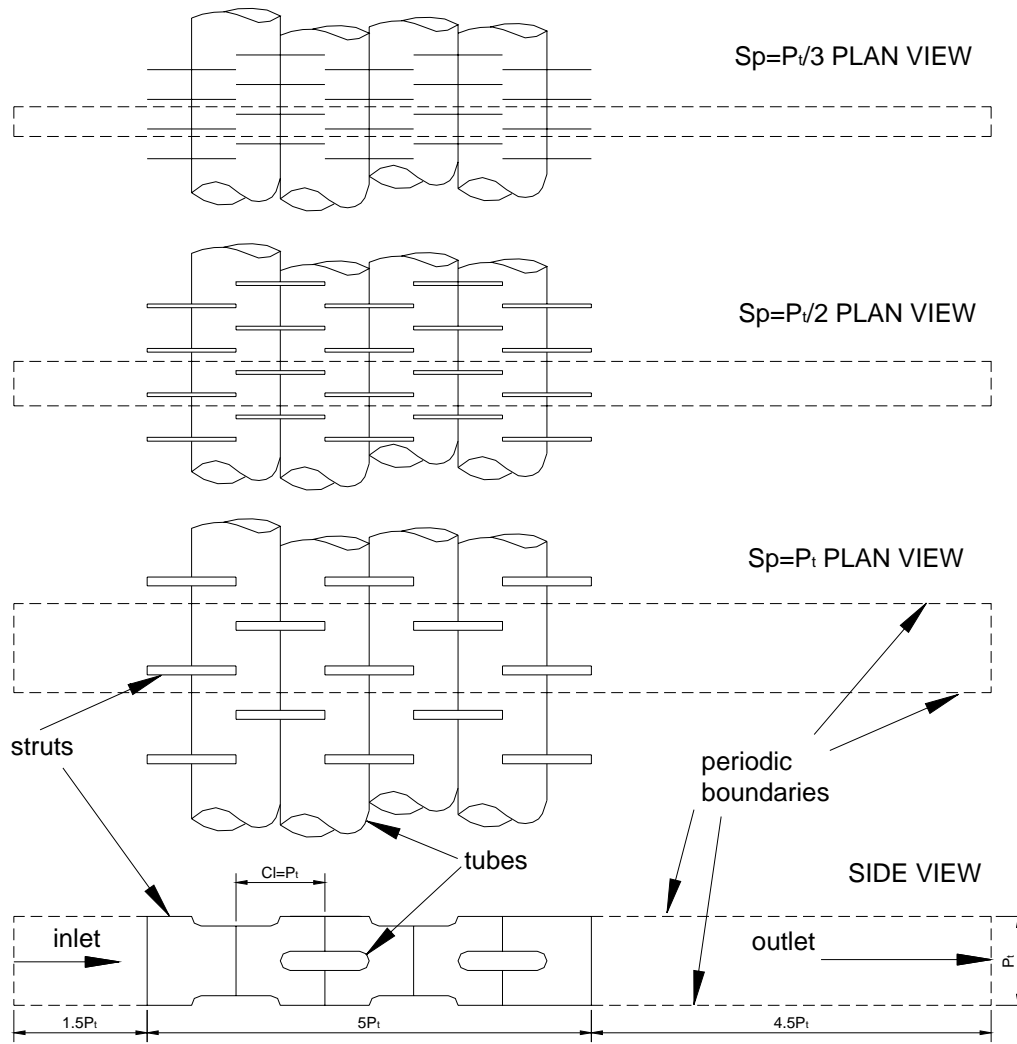 Sp=Pt/3 PLAN VIEW
Sp=Pt/2 PLAN VIEW
Sp=Pt PLAN VIEW
struts
periodic
boundaries
tubes
Cl=Pt
SIDE VIEW
inlet
outlet
Pt
1.5Pt
5Pt
4.5Pt